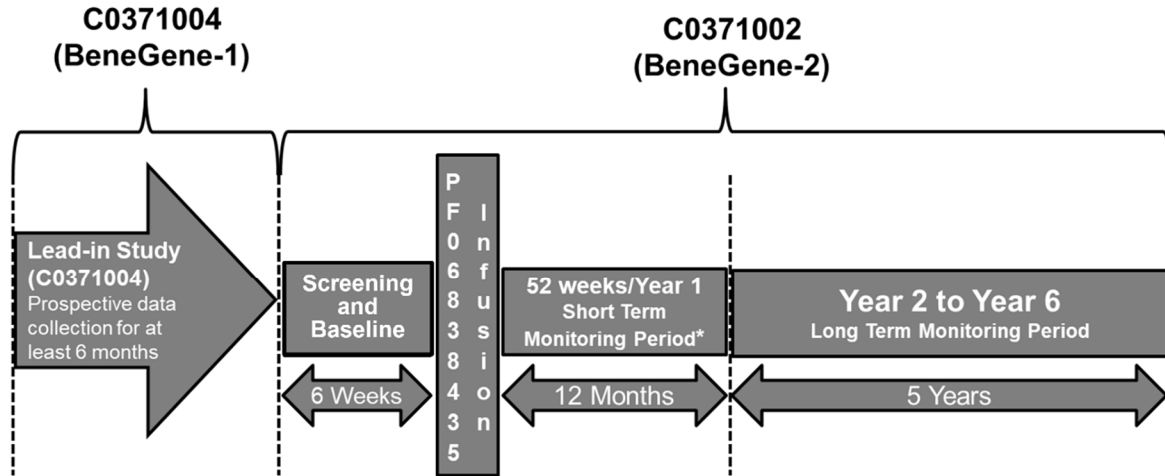 C0371004
(BeneGene-1)
C0371002
(BeneGene-2)
Lead-in Study
(C0371004)
Prospective data
collection for at
least 6 months
Screening
and
Baseline
6 Weeks
PF06838435
Infusion
52 weeks/Year 1
Short Term
Monitoring Period*
12 Months
Year 2 to Year 6
Long Term Monitoring Period
5 Years